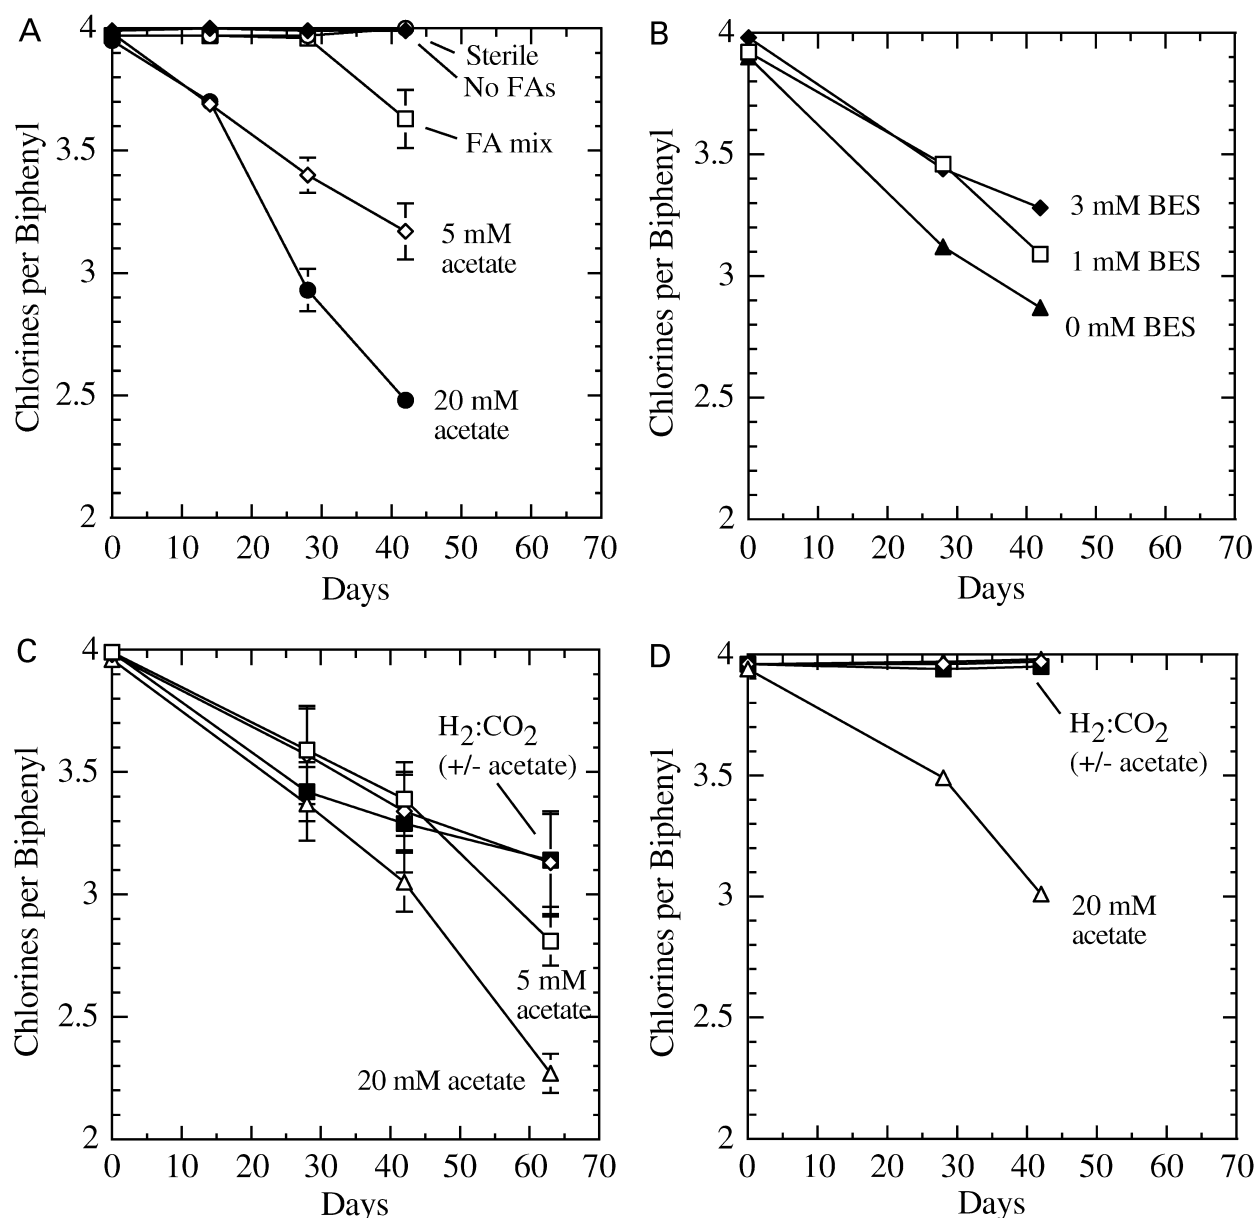 A
4
3.5
3
2.5
2
Chlorines per Biphenyl
Sterile
No FAs
FA mix
5 mM
acetate
20 mM
acetate
0 10 20 30 40 50 60 70
Days
B
4
3.5
3
2.5
2
Chlorines per Biphenyl
3 mM BES
1 mM BES
0 mM BES
0 10 20 30 40 50 60 70
Days
C
4
3.5
3
2.5
2
Chlorines per Biphenyl
H2:CO2
(+/- acetate)
5 mM
acetate
20 mM acetate
0 10 20 30 40 50 60 70
Days
D
4
3.5
3
2.5
2
Chlorines per Biphenyl
H2:CO2
(+/- acetate)
20 mM
acetate
0 10 20 30 40 50 60 70
Days